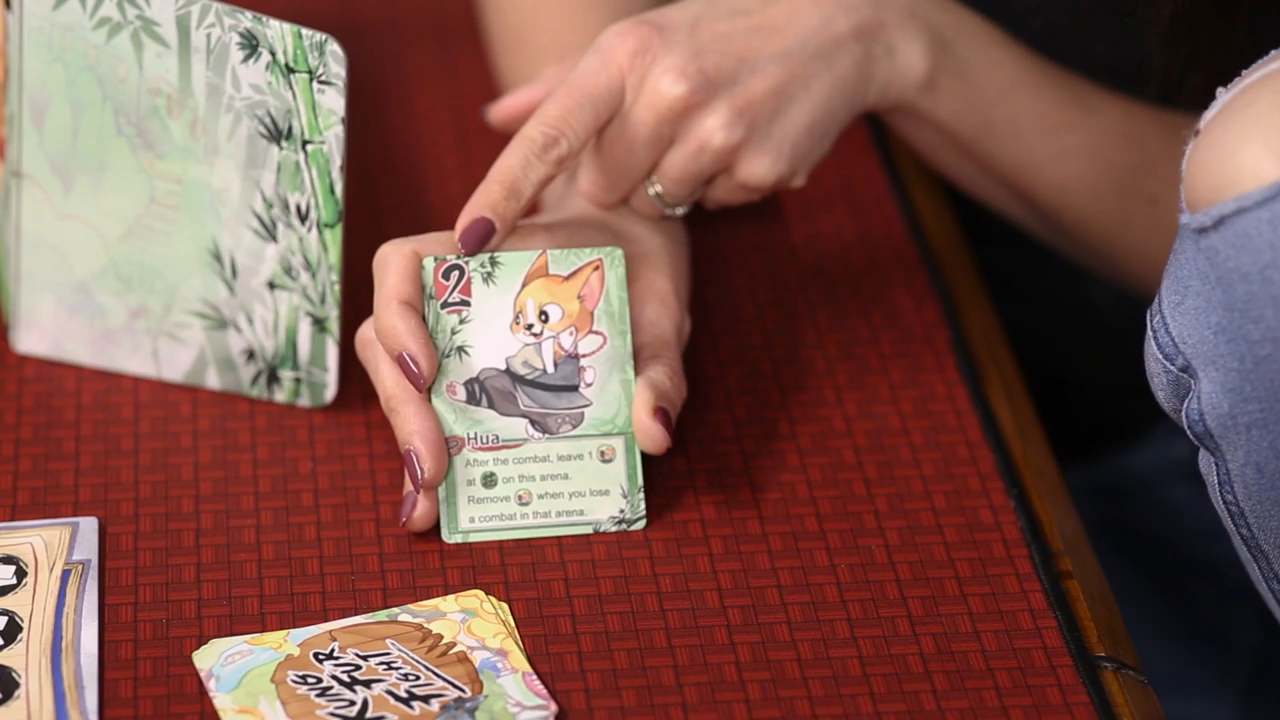 2
Hua
After the combat, leave 1
at on this arena.
Remove when you lose
a combat in that arena.
KUNG
FUR
FIGHT